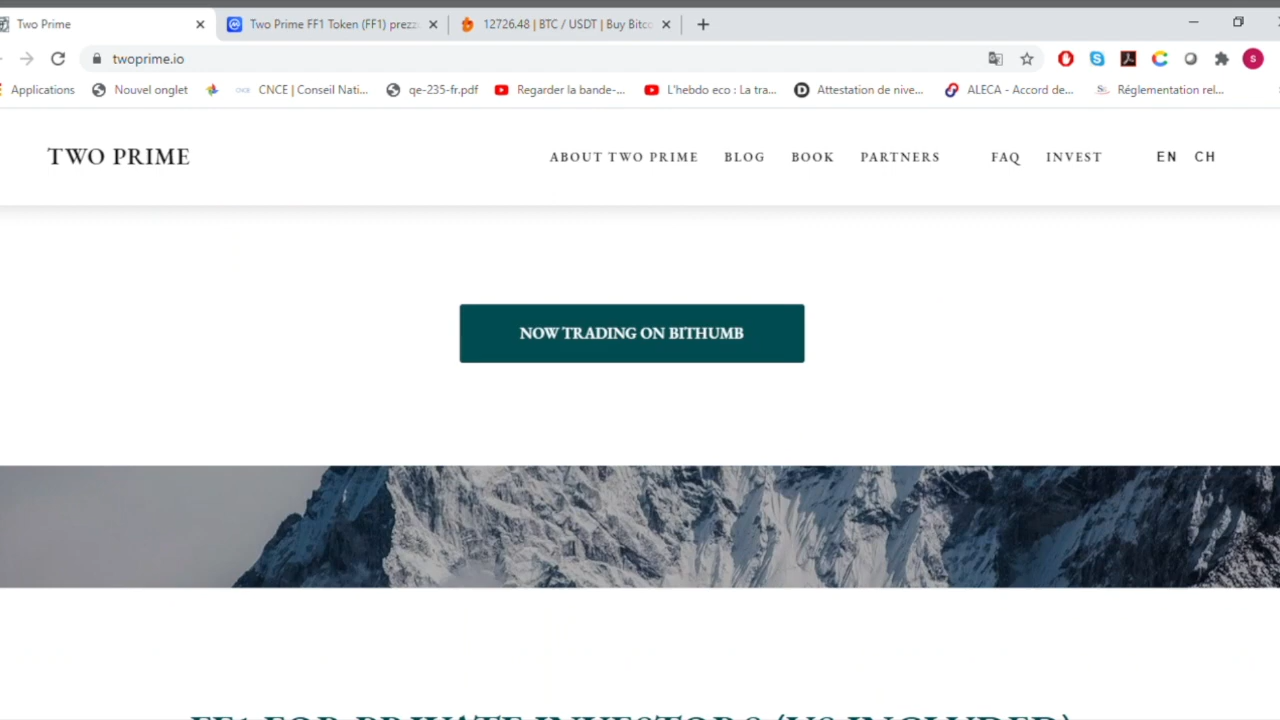 Two Prime
Two Prime FF1 Token (FF1) prezz
12726.48 | BTC / USDT | Buy Bitco
twoprime.io
S
Applications
Nouvel onglet
CNCE | Conseil Nati...
qe-235-fr.pdf
Regarder la bande-...
L'hebdo eco : La tra...
Attestation de nive...
ALECA - Accord de...
Réglementation rel...
TWO PRIME
ABOUT TWO PRIME
BLOG
BOOK
PARTNERS
FAQ
INVEST
EN
CH
NOW TRADING ON BITHUMB
FF1 FOR PRIVATE INVESTORS (US INCLUDED)